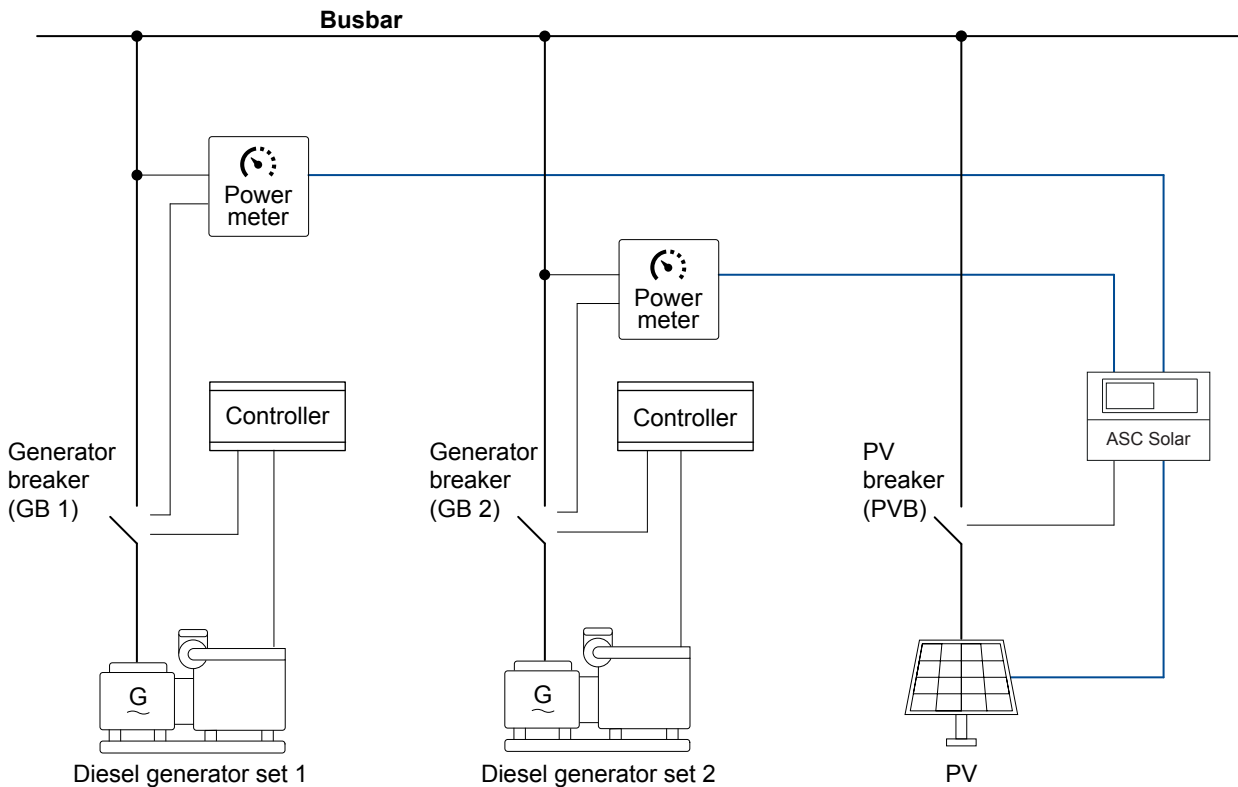 Busbar
Power
meter
Power
meter
Controller
Controller
ASC Solar
Generator
breaker
(GB 1)
Generator
breaker
(GB 2)
PV
breaker
(PVB)
G
G
Diesel generator set 1
Diesel generator set 2
PV